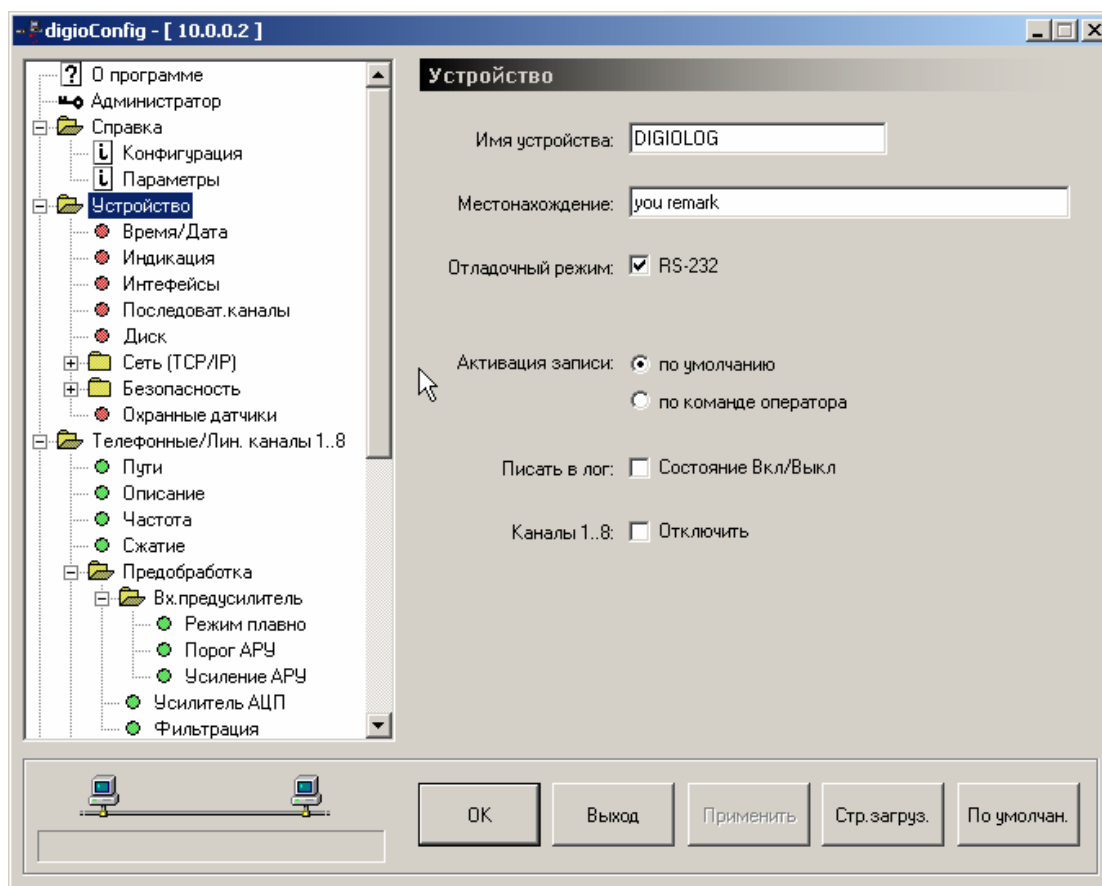 digioConfig - [ 10.0.0.2 ]
? О программе
Администратор
Справка
i Конфигурация
i Параметры
Устройство
Время/Дата
Индикация
Интефейсы
Последоват.каналы
Диск
Сеть (TCP/IP)
Безопасность
Охранные датчики
Телефонные/Лин. каналы 1..8
Пути
Описание
Частота
Сжатие
Предобработка
Вх.предусилитель
Режим плавно
Порог АРУ
Усиление АРУ
Усилитель АЦП
Фильтрация
Устройство
Имя устройства: DIGIOLOG
Местонахождение: you remark
Отладочный режим: RS-232
Активация записи: по умолчанию
по команде оператора
Писать в лог: Состояние Вкл/Выкл
Каналы 1..8: Отключить
OK
Выход
Применить
Стр.загруз.
По умолчан.